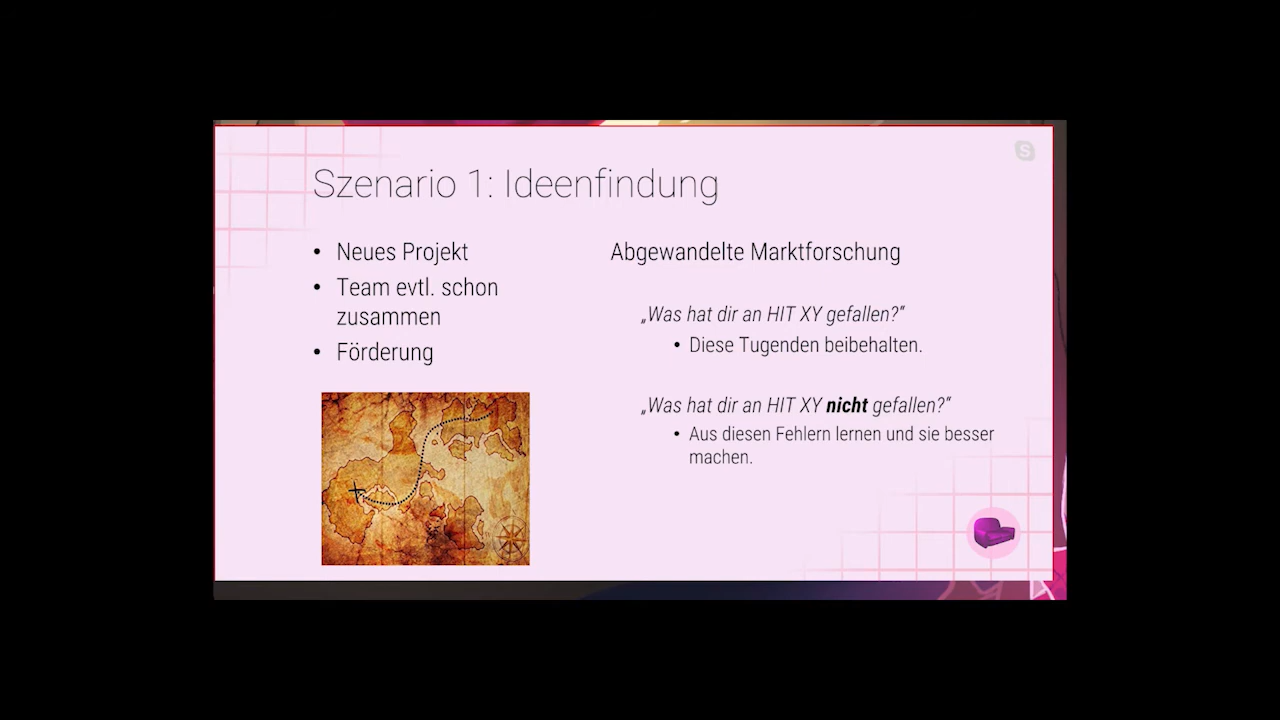 Szenario 1: Ideenfindung
• Neues Projekt
• Team evtl. schon
zusammen
• Förderung
Abgewandelte Marktforschung
„Was hat dir an HIT XY gefallen?“
• Diese Tugenden beibehalten.
„Was hat dir an HIT XY nicht gefallen?“
• Aus diesen Fehlern lernen und sie besser
machen.